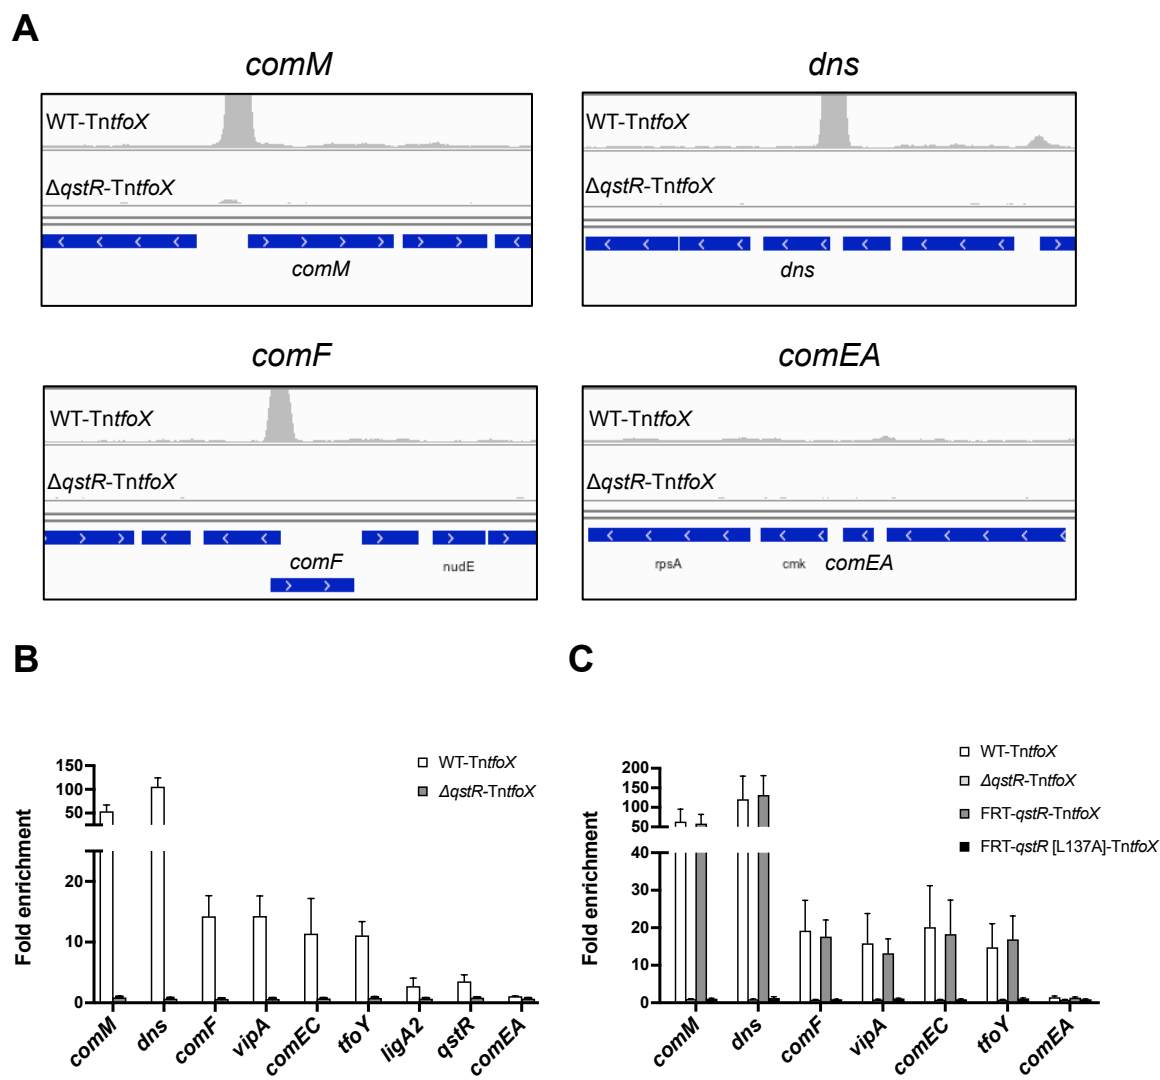 A
comM
dns
WT-TntfoX
WT-TntfoX
ΔqstR-TntfoX
ΔqstR-TntfoX
comM
dns
comF
comEA
WT-TntfoX
WT-TntfoX
ΔqstR-TntfoX
ΔqstR-TntfoX
comF
nudE
rpsA
cmk
comEA
B
Fold enrichment
150
100
50
20
10
0
WT-TntfoX
ΔqstR-TntfoX
comM
dns
comF
vipA
comEC
tfoY
ligA2
qstR
comEA
C
Fold enrichment
200
150
100
50
40
30
20
10
0
WT-TntfoX
ΔqstR-TntfoX
FRT-qstR-TntfoX
FRT-qstR [L137A]-TntfoX
comM
dns
comF
vipA
comEC
tfoY
comEA